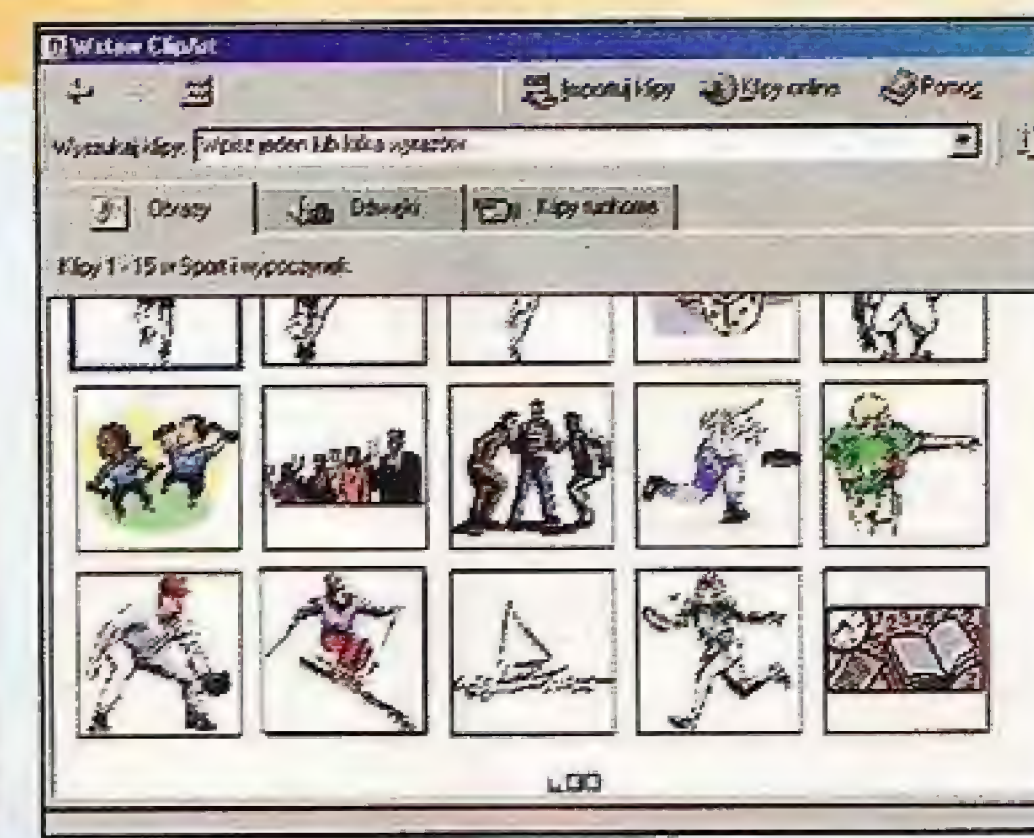 Wstaw ClipArt
Importuj klipy Klipy online Pomoc
Wyszukaj klipy: Wpisz jeden lub kilka wyrazów
Obrazy Dźwięki Klipy ruchome
Klipy 1 - 15 w Sport i wypoczynek